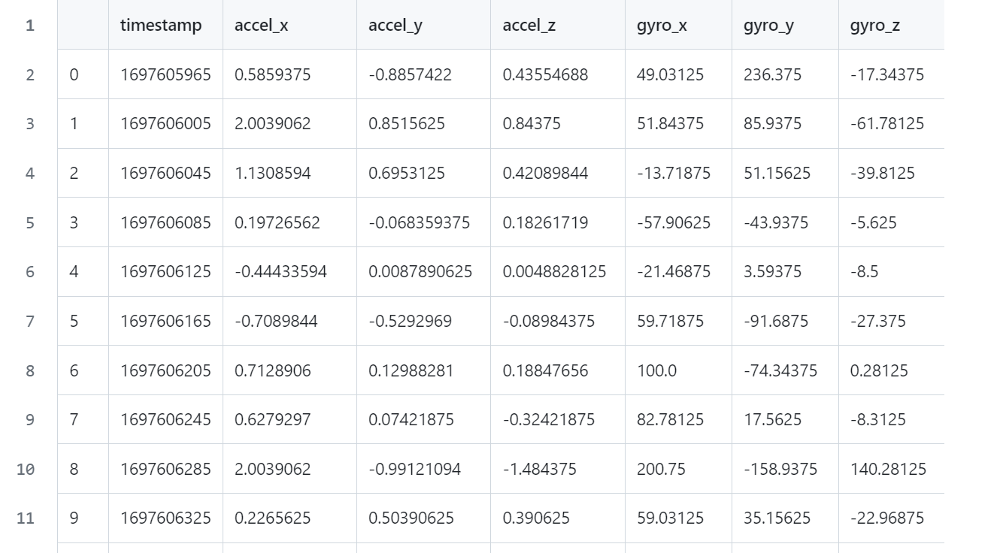 1 timestamp accel_x accel_y accel_z gyro_x gyro_y gyro_z
2 0 1697605965 0.5859375 -0.8857422 0.43554688 49.03125 236.375 -17.34375
3 1 1697606005 2.0039062 0.8515625 0.84375 51.84375 85.9375 -61.78125
4 2 1697606045 1.1308594 0.6953125 0.42089844 -13.71875 51.15625 -39.8125
5 3 1697606085 0.19726562 -0.068359375 0.18261719 -57.90625 -43.9375 -5.625
6 4 1697606125 -0.44433594 0.0087890625 0.0048828125 -21.46875 3.59375 -8.5
7 5 1697606165 -0.7089844 -0.5292969 -0.08984375 59.71875 -91.6875 -27.375
8 6 1697606205 0.7128906 0.12988281 0.18847656 100.0 -74.34375 0.28125
9 7 1697606245 0.6279297 0.07421875 -0.32421875 82.78125 17.5625 -8.3125
10 8 1697606285 2.0039062 -0.99121094 -1.484375 200.75 -158.9375 140.28125
11 9 1697606325 0.2265625 0.50390625 0.390625 59.03125 35.15625 -22.96875